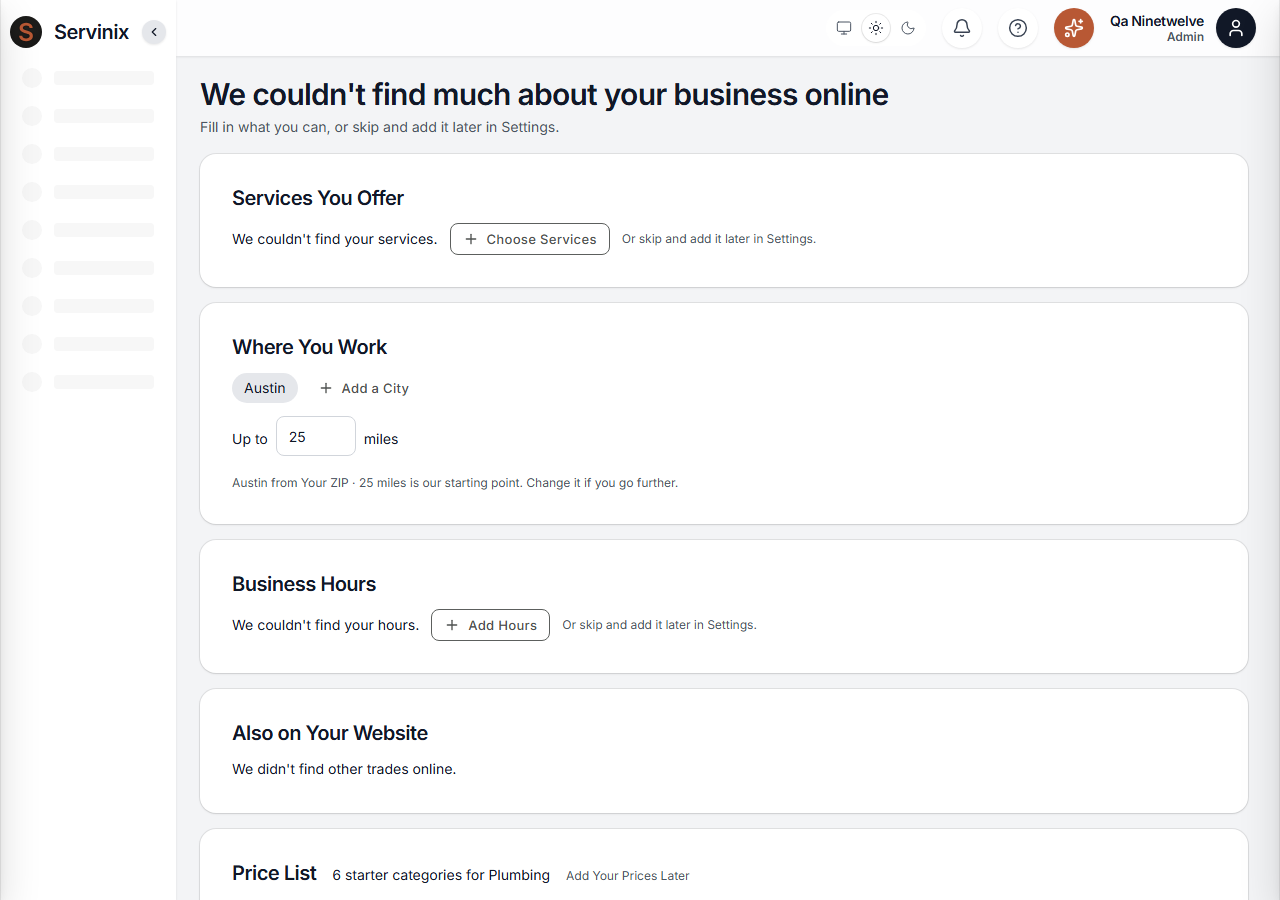 S Servinix
Qa Ninetwelve
Admin
We couldn't find much about your business online
Fill in what you can, or skip and add it later in Settings.
Services You Offer
We couldn't find your services. + Choose Services Or skip and add it later in Settings.
Where You Work
Austin + Add a City
Up to 25 miles
Austin from Your ZIP · 25 miles is our starting point. Change it if you go further.
Business Hours
We couldn't find your hours. + Add Hours Or skip and add it later in Settings.
Also on Your Website
We didn't find other trades online.
Price List 6 starter categories for Plumbing Add Your Prices Later